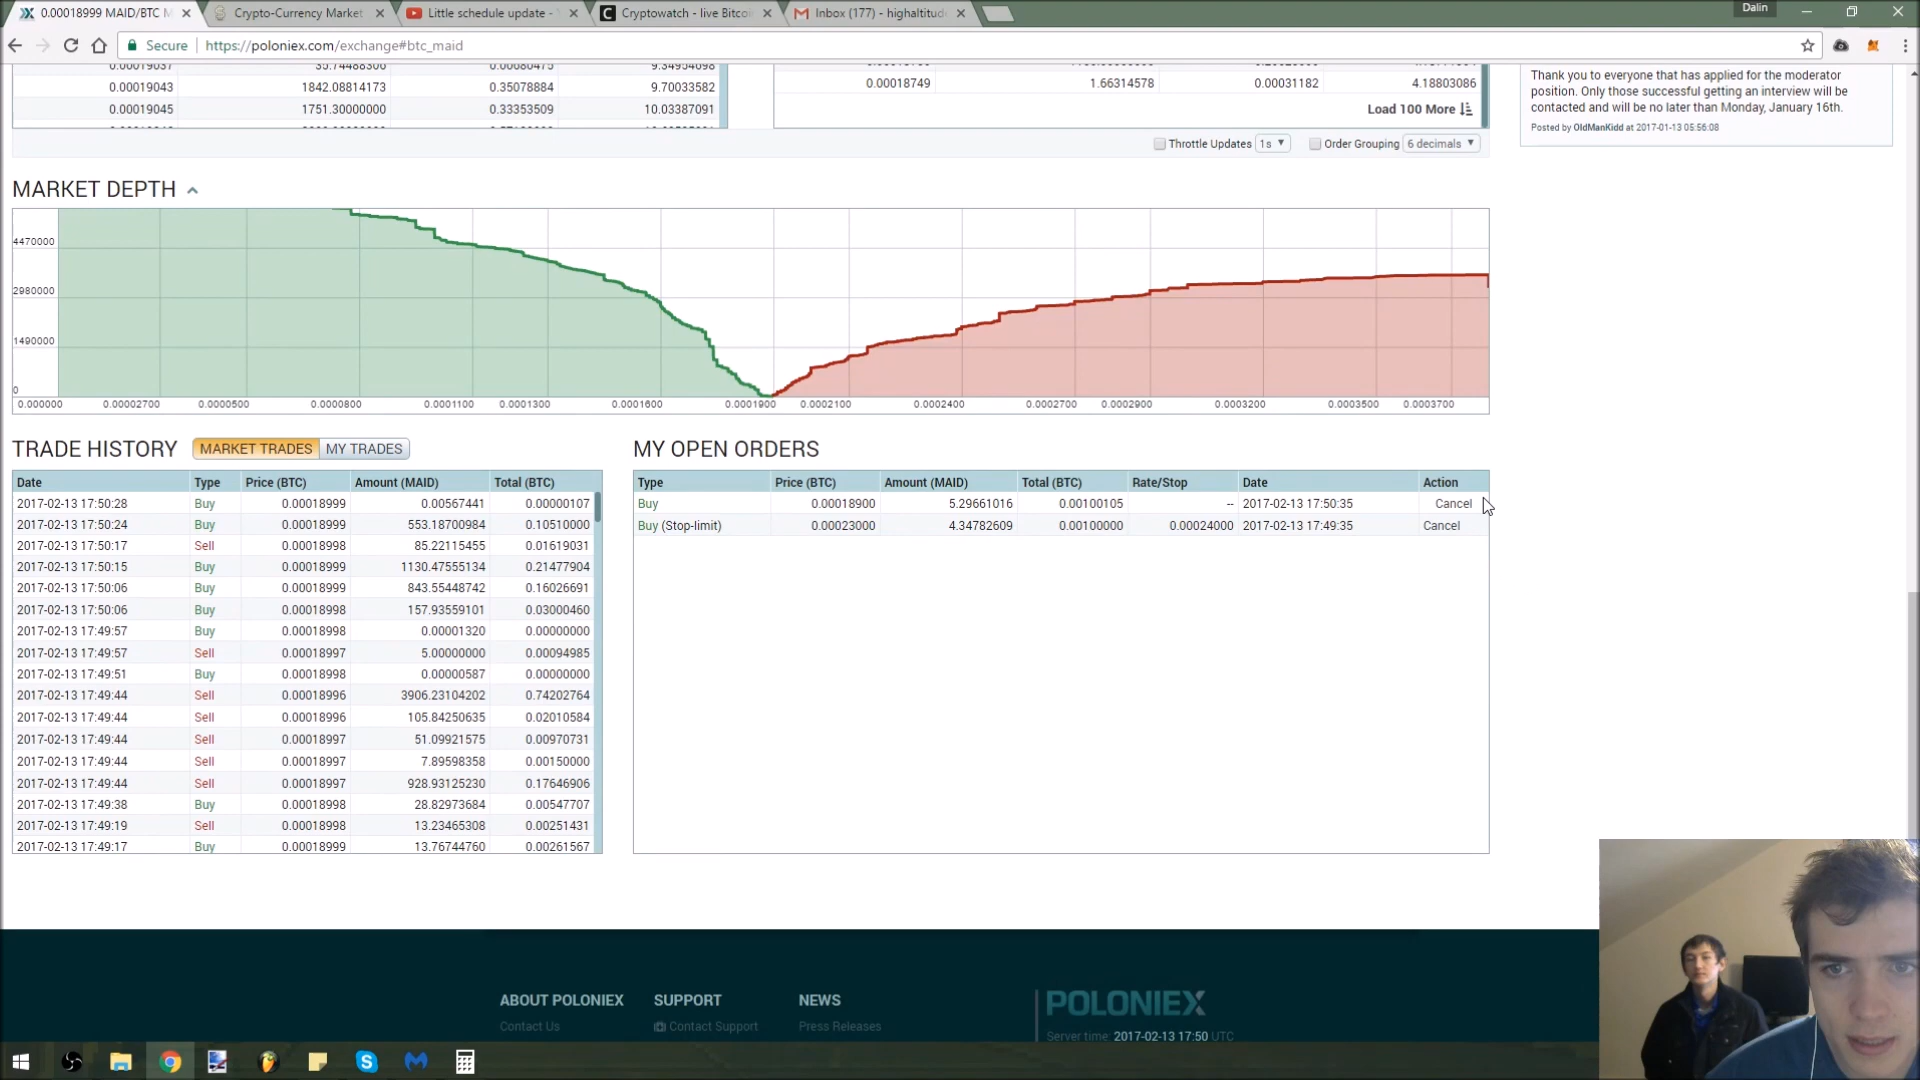 0.00018999 MAID/BTC M
Crypto-Currency Market
Little schedule update -
Cryptowatch - live Bitcoi
Inbox (177) - highaltitud
Dalin
Secure
https://poloniex.com/exchange#btc_maid
0.00019037 35.74488306 0.00680475 9.34954698
0.00019043 1842.08814173 0.35078884 9.70033582
0.00019045 1751.30000000 0.33353509 10.03387091
0.00018749 1.66314578 0.00031182 4.18803086
Load 100 More
Throttle Updates 1s
Order Grouping 6 decimals
Thank you to everyone that has applied for the moderator
position. Only those successful getting an interview will be
contacted and will be no later than Monday, January 16th.
Posted by OldManKidd at 2017-01-13 05:56:08
MARKET DEPTH
4470000
2980000
1490000
0
0.000000 0.00002700 0.0000500 0.0000800 0.0001100 0.0001300 0.0001600 0.0001900 0.0002100 0.0002400 0.0002700 0.0002900 0.0003200 0.0003500 0.0003700
TRADE HISTORY
MARKET TRADES
MY TRADES
Date Type Price (BTC) Amount (MAID) Total (BTC)
2017-02-13 17:50:28 Buy 0.00018999 0.00567441 0.00000107
2017-02-13 17:50:24 Buy 0.00018999 553.18700984 0.10510000
2017-02-13 17:50:17 Sell 0.00018998 85.22115455 0.01619031
2017-02-13 17:50:15 Buy 0.00018999 1130.47555134 0.21477904
2017-02-13 17:50:06 Buy 0.00018999 843.55448742 0.16026691
2017-02-13 17:50:06 Buy 0.00018998 157.93559101 0.03000460
2017-02-13 17:49:57 Buy 0.00018998 0.00001320 0.00000000
2017-02-13 17:49:57 Sell 0.00018997 5.00000000 0.00094985
2017-02-13 17:49:51 Buy 0.00018998 0.00000587 0.00000000
2017-02-13 17:49:44 Sell 0.00018996 3906.23104202 0.74202764
2017-02-13 17:49:44 Sell 0.00018996 105.84250635 0.02010584
2017-02-13 17:49:44 Sell 0.00018997 51.09921575 0.00970731
2017-02-13 17:49:44 Sell 0.00018997 7.89598358 0.00150000
2017-02-13 17:49:44 Sell 0.00018997 928.93125230 0.17646906
2017-02-13 17:49:38 Buy 0.00018998 28.82973684 0.00547707
2017-02-13 17:49:19 Sell 0.00018998 13.23465308 0.00251431
2017-02-13 17:49:17 Buy 0.00018999 13.76744760 0.00261567
MY OPEN ORDERS
Type Price (BTC) Amount (MAID) Total (BTC) Rate/Stop Date Action
Buy 0.00018900 5.29661016 0.00100105 -- 2017-02-13 17:50:35 Cancel
Buy (Stop-limit) 0.00023000 4.34782609 0.00100000 0.00024000 2017-02-13 17:49:35 Cancel
ABOUT POLONIEX
Contact Us
SUPPORT
Contact Support
NEWS
Press Releases
POLONIEX
Server time: 2017-02-13 17:50 UTC